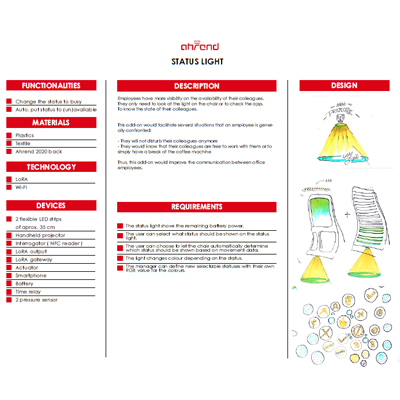 ahrend
STATUS LIGHT
FUNCTIONALITIES
Change the status to busy
Auto. put status to (un)available
MATERIALS
Plastics
Textile
Ahrend 2020 back
TECHNOLOGY
LoRA
Wi-Fi
DEVICES
2 flexible LED strips
of aprox. 35 cm
Handheld projector
Interrogator ( NFC reader)
LoRA output
LoRA gateway
Actuator
Smartphone
Battery
Time relay
2 pressure sensor
DESCRIPTION
Employees have more visibility on the availability of their colleagues.
They only need to look at the light on the chair or to check the app.
To know the state of their colleagues.
This add-on would facilitate several situations that an employee is gener-
ally confronted:
- They will not disturb their colleagues anymore
- They would know that their colleagues are free to work with them or to
simply have a break at the coffee machine
Thus, this add-on would improve the communication between office
employees.
REQUIREMENTS
The status light shows the remaining battery power.
The user can select what status should be shown on the status
light.
The user can choose to let the chair automatically determine
which status should be shown based on movement data.
The light changes colour depending on the status.
The manager can define new selectable statuses with their own
RGB value for the colours.
DESIGN